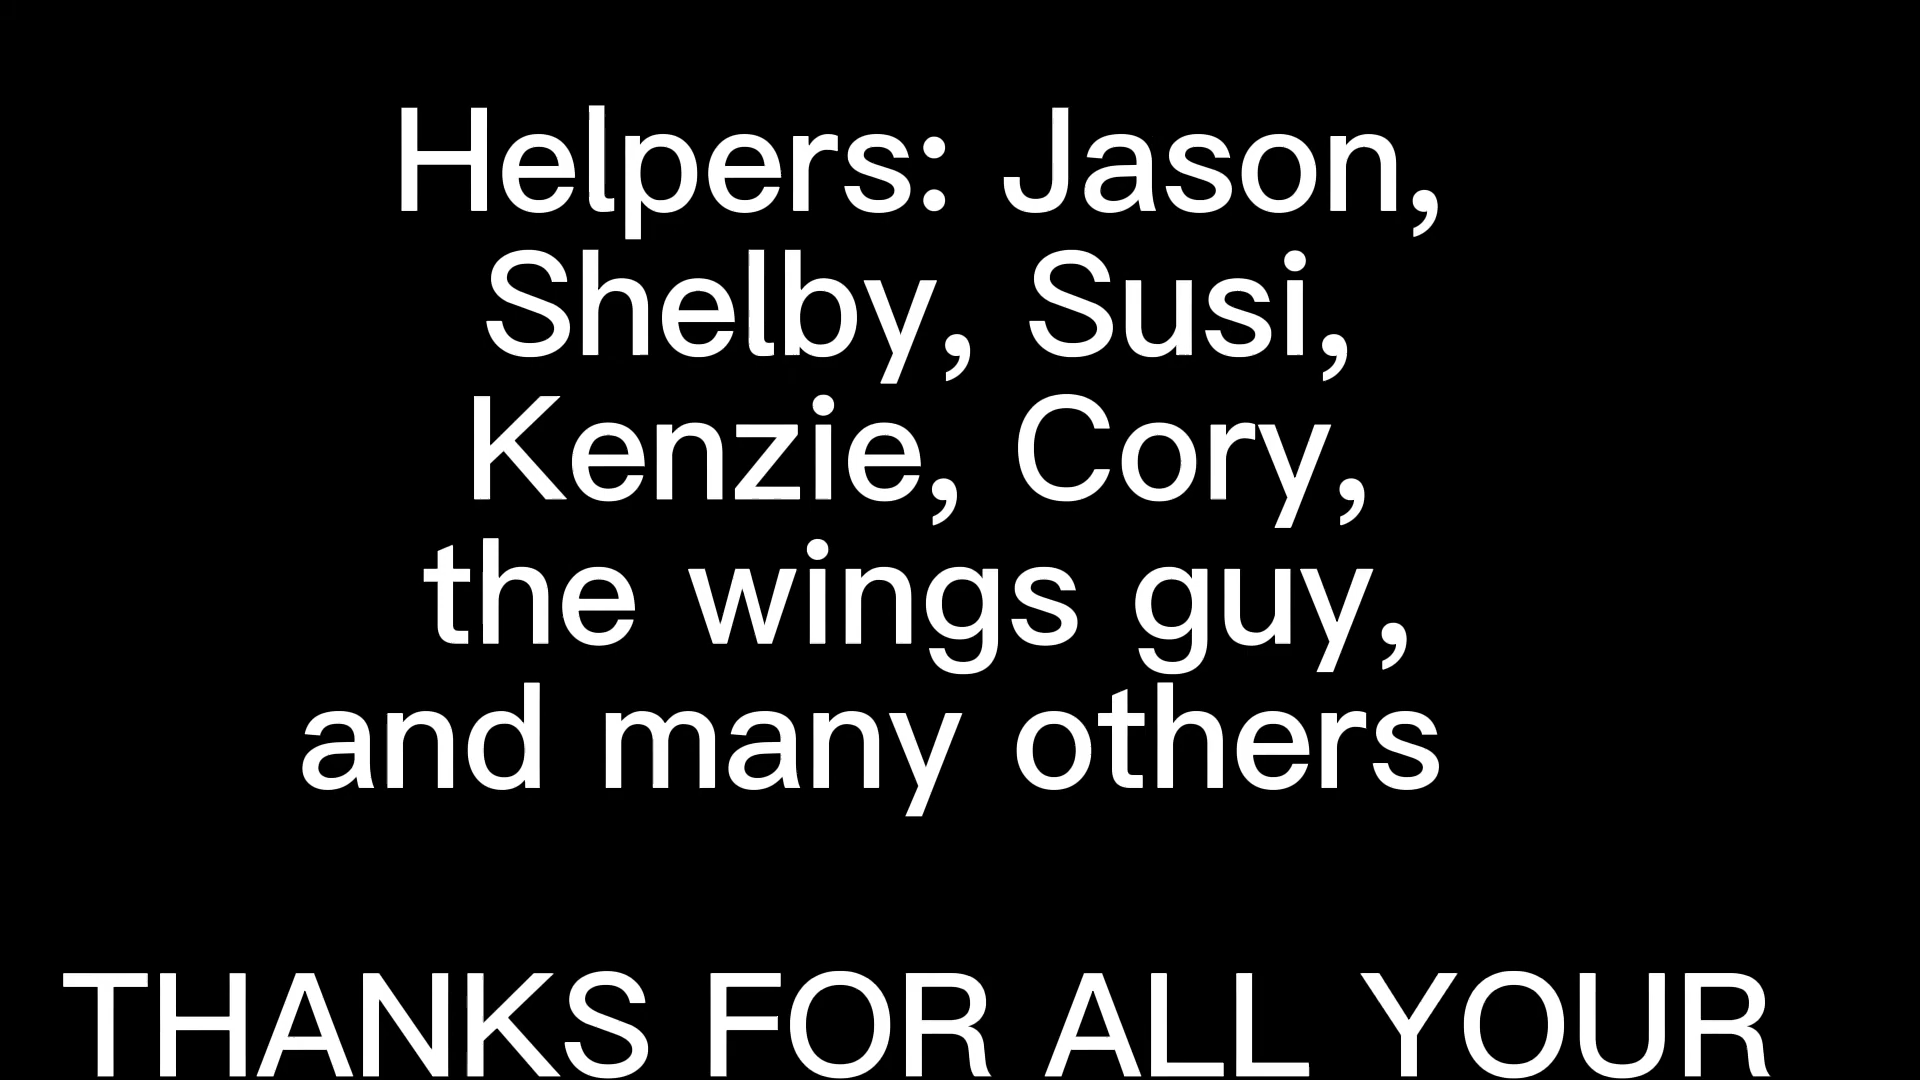 Helpers: Jason,
Shelby, Susi,
Kenzie, Cory,
the wings guy,
and many others
THANKS FOR ALL YOUR